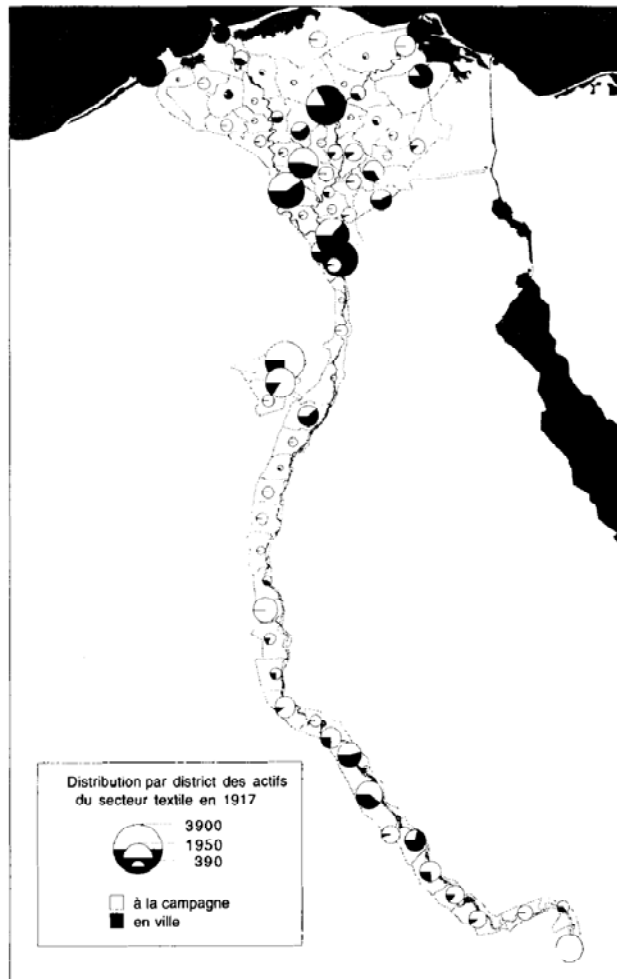 Distribution par district des actifs
du secteur textile en 1917
3900
1950
390
à la campagne
en ville